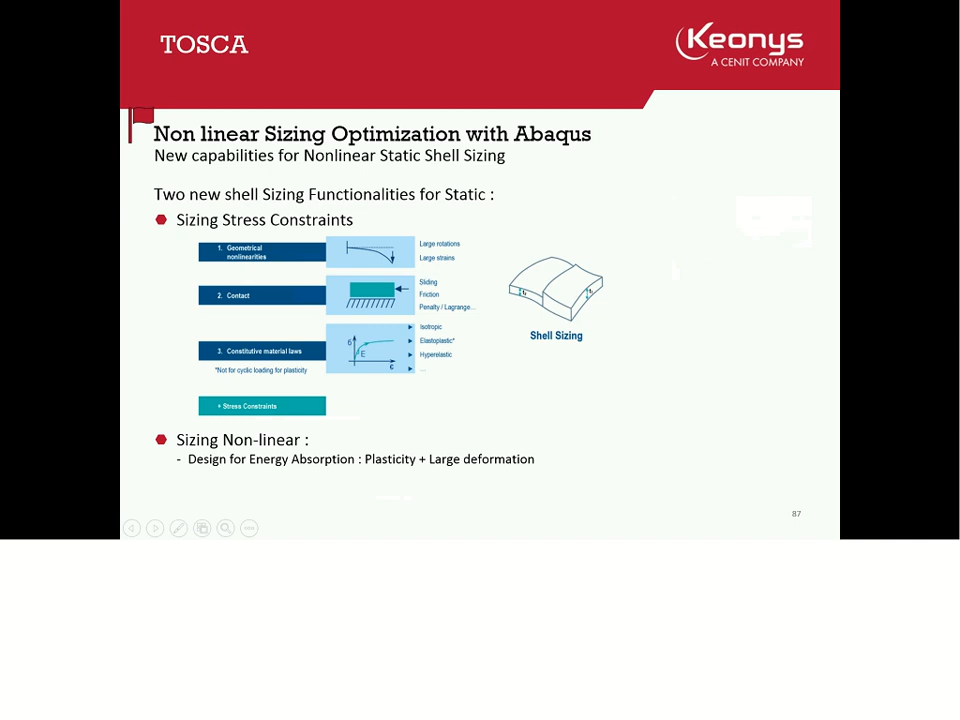 TOSCA
Keonys
A CENIT COMPANY
Non linear Sizing Optimization with Abaqus
New capabilities for Nonlinear Static Shell Sizing
Two new shell Sizing Functionalities for Static :
Sizing Stress Constraints
1. Geometrical
nonlinearities
Large rotations
Large strains
2. Contact
Sliding
Friction
Penalty / Lagrange...
3. Constitutive material laws
*Not for cyclic loading for plasticity
Isotropic
Elastoplastic*
Hyperelastic
...
E
Shell Sizing
+ Stress Constraints
Sizing Non-linear :
- Design for Energy Absorption : Plasticity + Large deformation
87